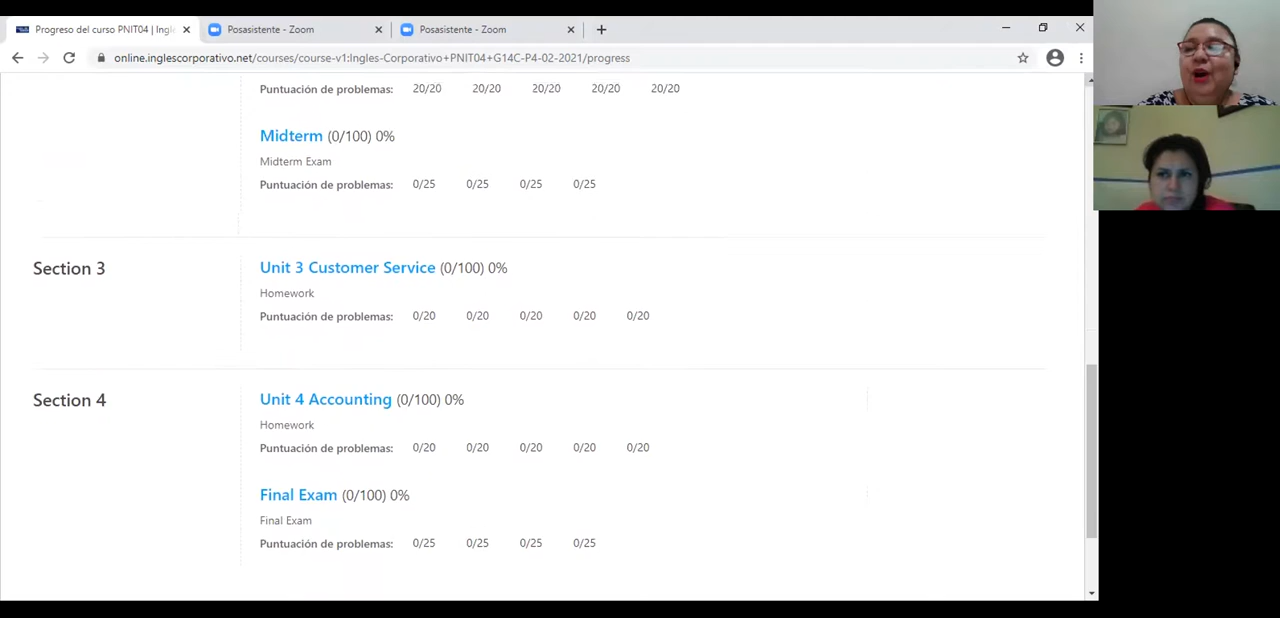 Progreso del curso PNIT04 | Ingl
Posasistente - Zoom
Posasistente - Zoom
online.inglescorporativo.net/courses/course-v1:Ingles-Corporativo+PNIT04+G14C-P4-02-2021/progress
Puntuación de problemas: 20/20 20/20 20/20 20/20 20/20
Midterm (0/100) 0%
Midterm Exam
Puntuación de problemas: 0/25 0/25 0/25 0/25
Section 3
Unit 3 Customer Service (0/100) 0%
Homework
Puntuación de problemas: 0/20 0/20 0/20 0/20 0/20
Section 4
Unit 4 Accounting (0/100) 0%
Homework
Puntuación de problemas: 0/20 0/20 0/20 0/20 0/20
Final Exam (0/100) 0%
Final Exam
Puntuación de problemas: 0/25 0/25 0/25 0/25